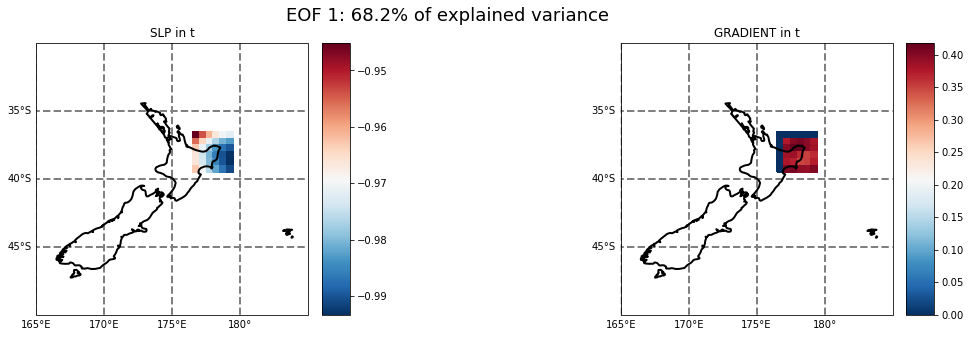 EOF 1: 68.2% of explained variance
SLP in t
GRADIENT in t
35°S
40°S
45°S
165°E
170°E
175°E
180°
−0.95
−0.96
−0.97
−0.98
−0.99
35°S
40°S
45°S
165°E
170°E
175°E
180°
0.40
0.35
0.30
0.25
0.20
0.15
0.10
0.05
0.00